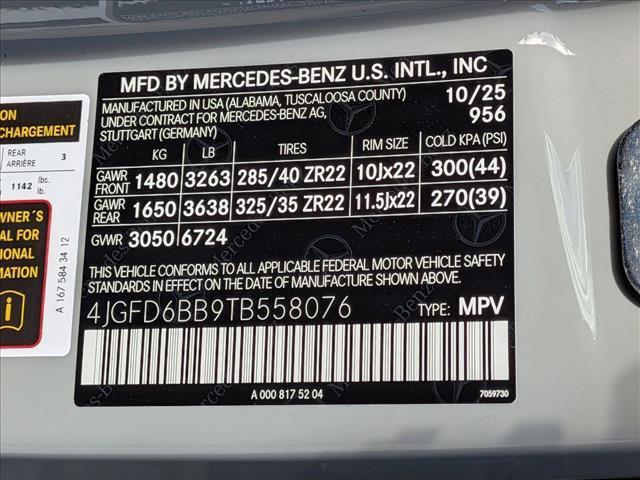 MFD BY MERCEDES-BENZ U.S. INTL., INC
MANUFACTURED IN USA (ALABAMA, TUSCALOOSA COUNTY) 10/25
UNDER CONTRACT FOR MERCEDES-BENZ AG, 956
STUTTGART (GERMANY)
KG LB TIRES RIM SIZE COLD KPA (PSI)
GAWR FRONT 1480 3263 285/40 ZR22 10Jx22 300(44)
GAWR REAR 1650 3638 325/35 ZR22 11.5Jx22 270(39)
GVWR 3050 6724
THIS VEHICLE CONFORMS TO ALL APPLICABLE FEDERAL MOTOR VEHICLE SAFETY
STANDARDS IN EFFECT ON THE DATE OF MANUFACTURE SHOWN ABOVE.
4JGFD6BB9TB558076 TYPE: MPV
A 000 817 52 04
7059730
ION
CHARGEMENT
REAR 3
ARRIÈRE
1142 lbs.
lb.
WNER´S
AL FOR
IONAL
MATION
A 167 584 34 12